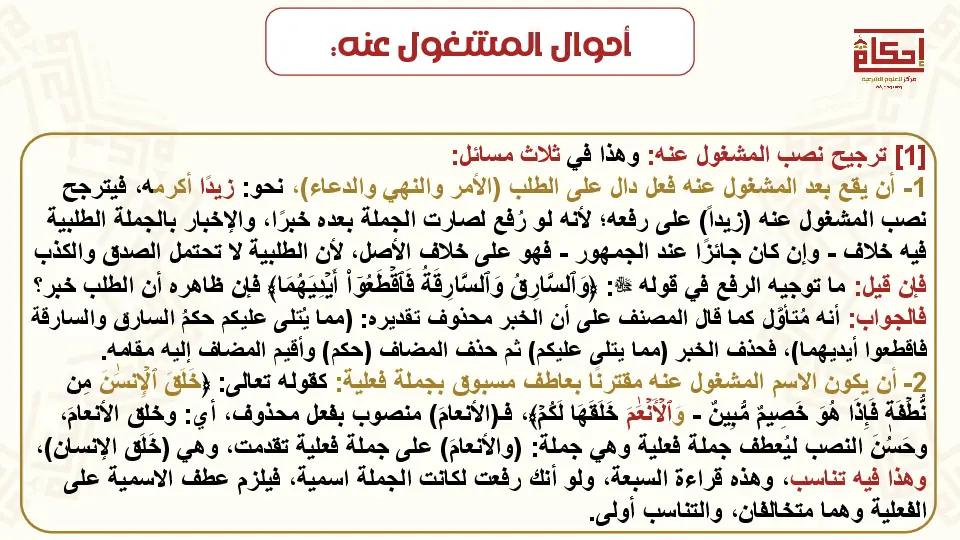 أحوال المشغول عنه:
إحكام
مركز للعلوم الشرعية
[1] ترجيح نصب المشغول عنه: وهذا في ثلاث مسائل:
1- أن يقع بعد المشغول عنه فعل دال على الطلب (الأمر والنهي والدعاء)، نحو: زيدًا أكرمه، فيترجح
نصب المشغول عنه (زيداً) على رفعه؛ لأنه لو رُفع لصارت الجملة بعده خبرًا، والإخبار بالجملة الطلبية
فيه خلاف - وإن كان جائزًا عند الجمهور - فهو على خلاف الأصل، لأن الطلبية لا تحتمل الصدق والكذب
فإن قيل: ما توجيه الرفع في قوله ﷻ: ﴿وَٱلسَّارِقُ وَٱلسَّارِقَةُ فَٱقۡطَعُوٓاْ أَيۡدِيَهُمَا﴾ فإن ظاهره أن الطلب خبر؟
فالجواب: أنه مُتأوَّل كما قال المصنف على أن الخبر محذوف تقديره: (مما يُتلى عليكم حكمُ السارق والسارقة
فاقطعوا أيديهما)، فحذف الخبر (مما يتلى عليكم) ثم حذف المضاف (حكم) وأقيم المضاف إليه مقامه.
2- أن يكون الاسم المشغول عنه مقترنًا بعاطف مسبوق بجملة فعلية: كقوله تعالى: ﴿خَلَقَ ٱلۡإِنسَٰنَ مِن
نُّطۡفَةٖ فَإِذَا هُوَ خَصِيمٞ مُّبِينٞ - وَٱلۡأَنۡعَٰمَ خَلَقَهَا لَكُمۡ﴾، فـ(الأنعامَ) منصوب بفعل محذوف، أي: وخلق الأنعامَ،
وحَسُنَ النصب ليُعطف جملة فعلية وهي جملة: (والأنعامَ) على جملة فعلية تقدمت، وهي (خَلَق الإنسان)،
وهذا فيه تناسب، وهذه قراءة السبعة، ولو أنك رفعت لكانت الجملة اسمية، فيلزم عطف الاسمية على
الفعلية وهما متخالفان، والتناسب أولى.